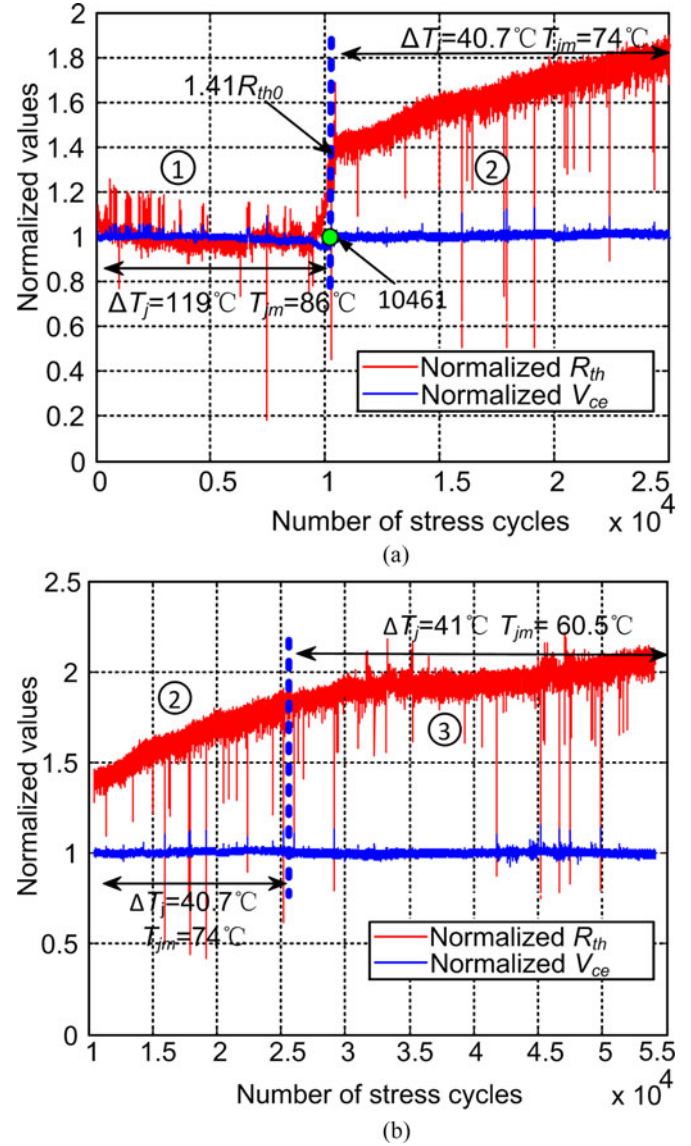 (a)
2
1.8
1.6
1.4
1.2
1
0.8
0.6
0.4
0.2
0
Normalized values
ΔTj=40.7℃ Tjm=74℃
1.41Rth0
①
②
ΔTj=119℃ Tjm=86℃
10461
Normalized Rth
Normalized Vce
0 0.5 1 1.5 2 2.5
Number of stress cycles x 10^4
(a)
2.5
2
1.5
1
0.5
0
Normalized values
ΔTj=41℃ Tjm= 60.5℃
②
③
ΔTj=40.7℃
Tjm=74℃
Normalized Rth
Normalized Vce
1 1.5 2 2.5 3 3.5 4 4.5 5 5.5
Number of stress cycles x 10^4
(b)